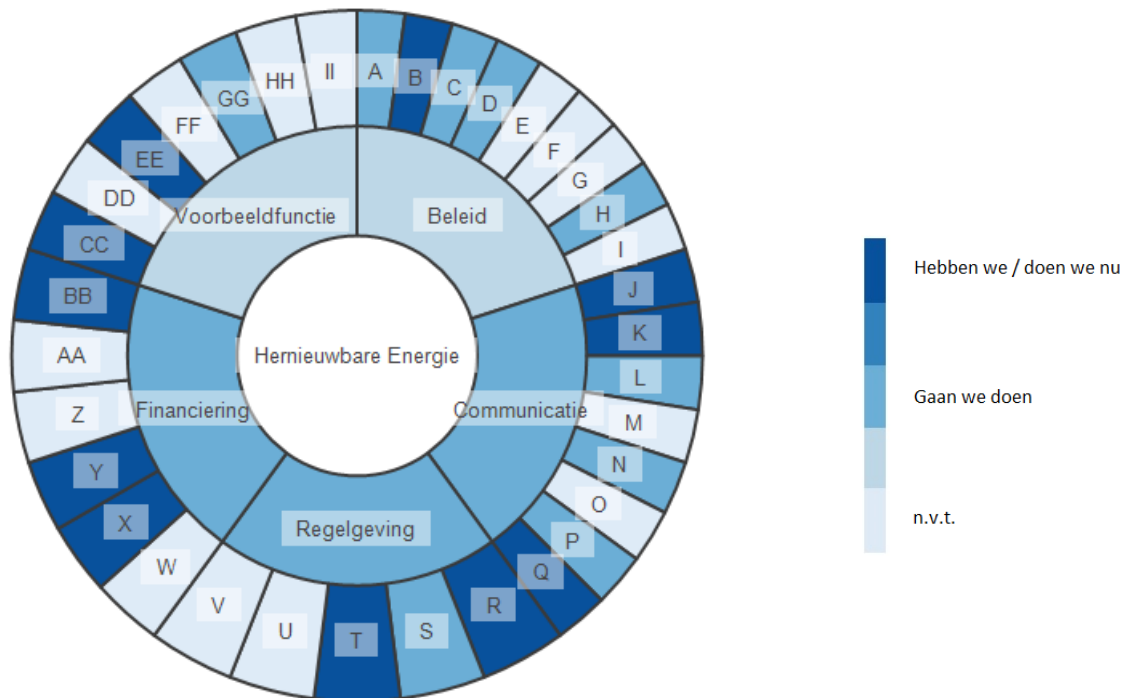 II
A
B
C
D
E
F
G
H
I
J
K
L
M
N
O
P
Q
R
S
T
U
V
W
X
Y
Z
AA
BB
CC
DD
EE
FF
GG
HH
Voorbeeldfunctie
Beleid
Hernieuwbare Energie
Financiering
Communicatie
Regelgeving
Hebben we / doen we nu
Gaan we doen
n.v.t.